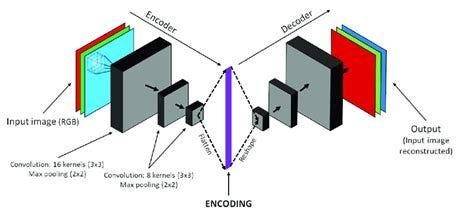 Encoder
Decoder
Input image (RGB)
Convolution: 16 kernels (3x3)
Max pooling (2x2)
Convolution: 8 kernels (3x3)
Max pooling (2x2)
Flatten
Reshape
ENCODING
Output
(Input image
reconstructed)